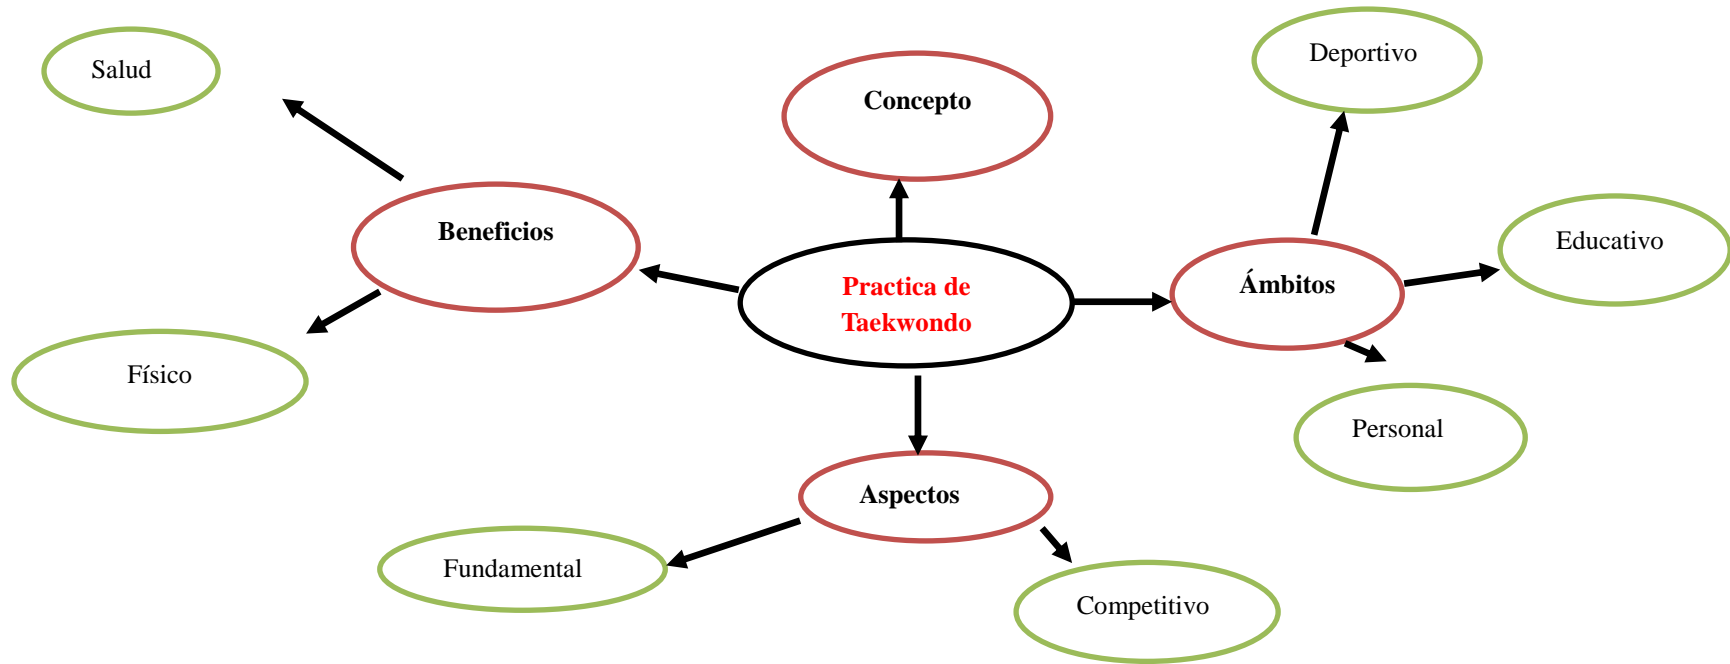 Deportivo
Salud
Concepto
Beneficios
Educativo
Practica de
Taekwondo
Ámbitos
Físico
Personal
Aspectos
Fundamental
Competitivo